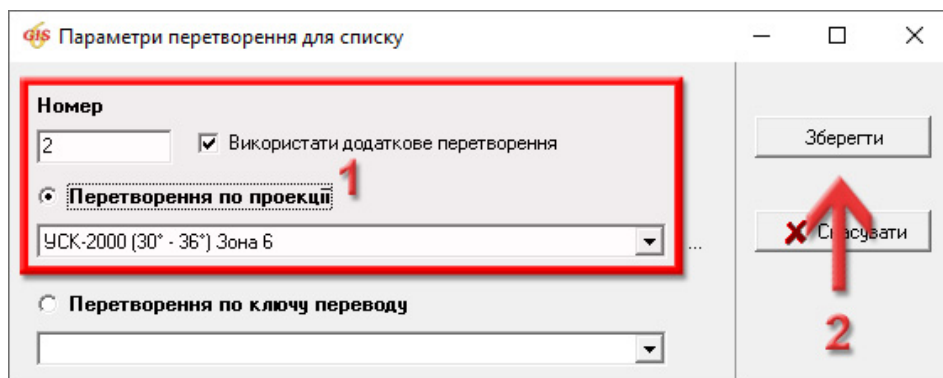 GIS Параметри перетворення для списку
Номер
2
Використати додаткове перетворення
1
Перетворення по проекції
УСК-2000 (30° - 36°) Зона 6
...
Перетворення по ключу переводу
Зберегти
Скасувати
2